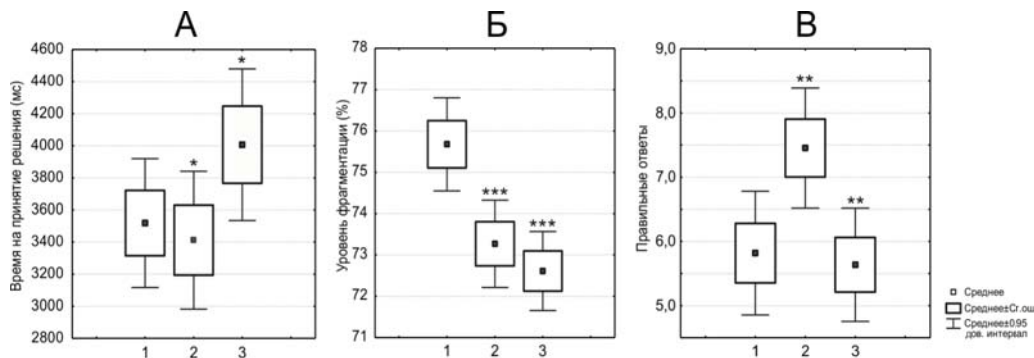 А
Время на принятие решения (мс)
4600
4400
4200
4000
3800
3600
3400
3200
3000
2800
*
*
1 2 3
Б
Уровень фрагментации (%)
78
77
76
75
74
73
72
71
***
***
1 2 3
В
Правильные ответы
9,0
8,0
7,0
6,0
5,0
**
**
1 2 3
Среднее
Среднее±Ст.ош
Среднее±0.95
дов. интервал